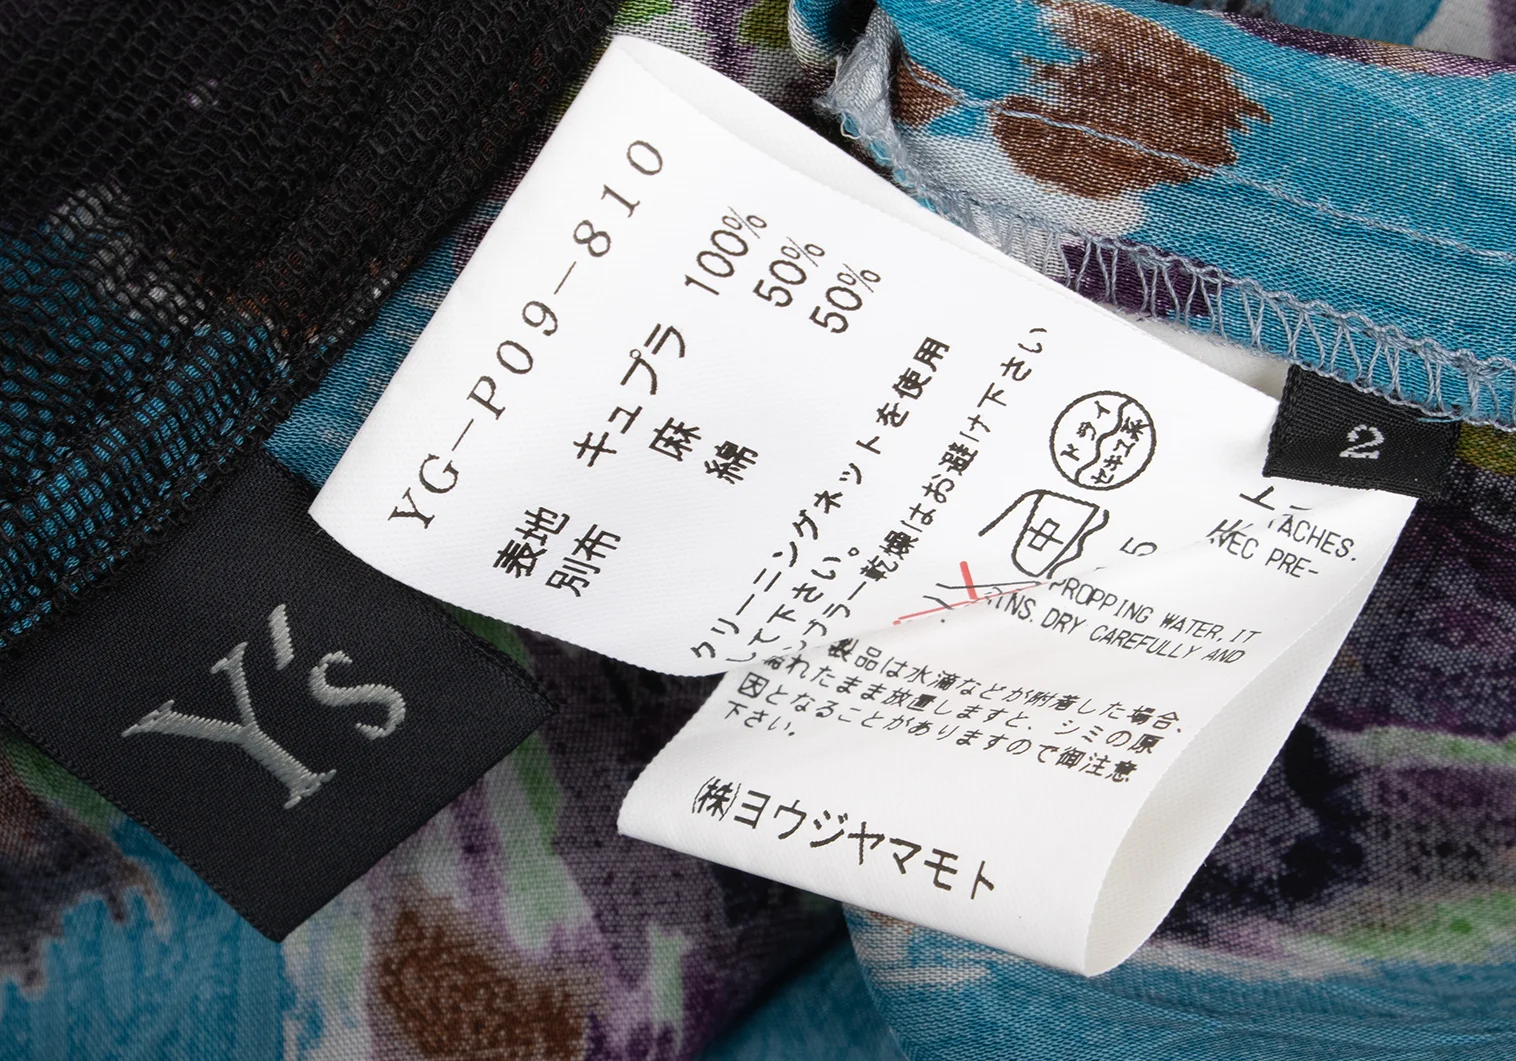 YG-P09-810
表地 キュプラ 100%
別布 麻 50%
綿 50%
クリーニングネットを使用
して下さい。
タンブラー乾燥はお避け下さい
ドライ
セキユ系
中
5
TACHES.
AVEC PRE-
DROPPING WATER, IT
DRY CAREFULLY AND
製品は水滴などが附着した場合、
濡れたまま放置しますと、シミの原
因となることがありますので御注意
下さい。
(株)ヨウジヤマモト
2
Y's